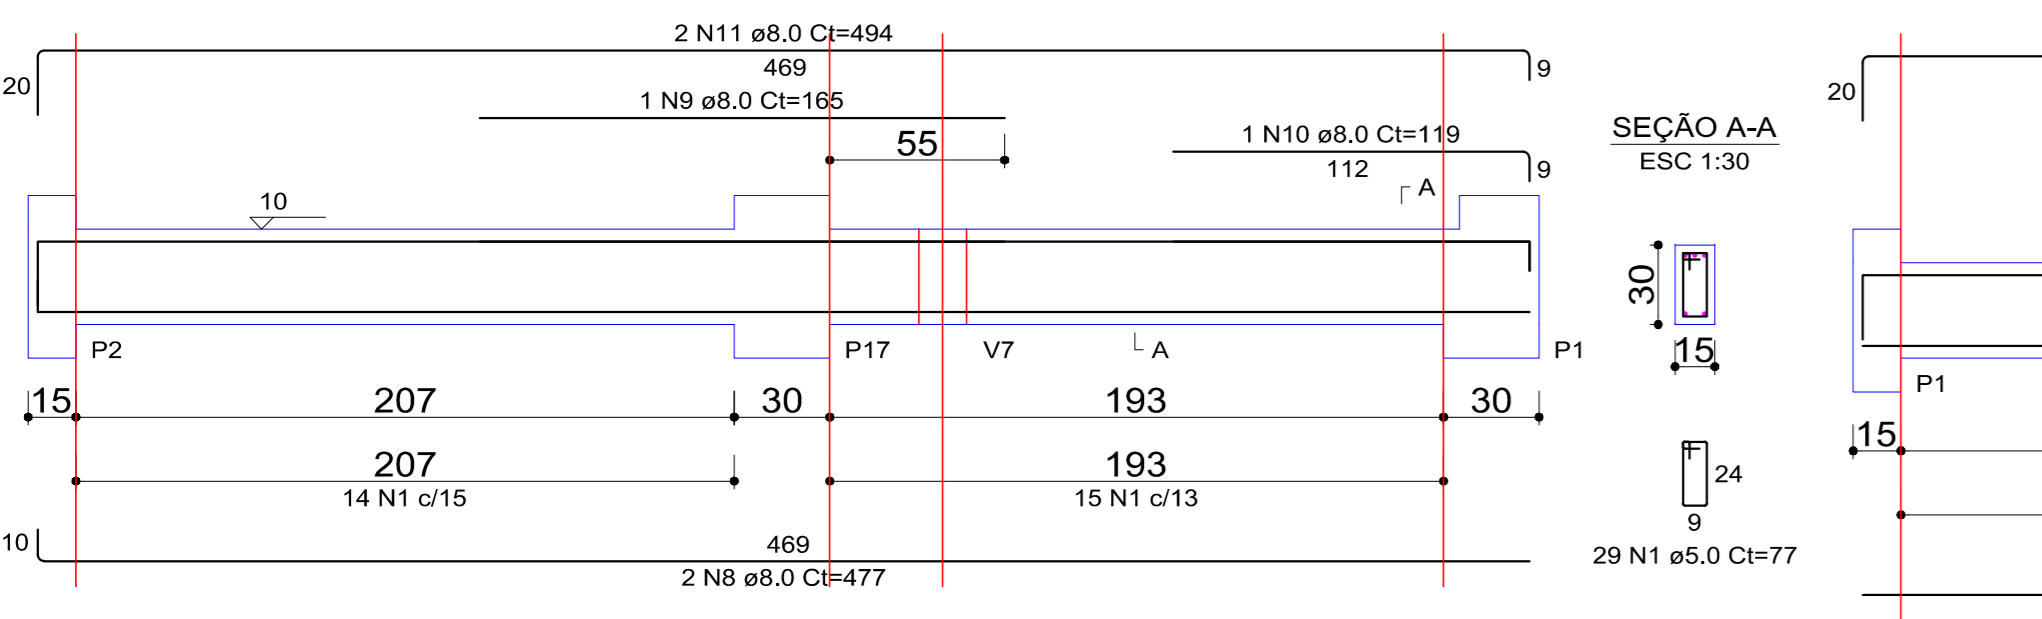 2 N11 ø8.0 Ct=494
20
469
9
1 N9 ø8.0 Ct=165
55
1 N10 ø8.0 Ct=119
112
9
SEÇÃO A-A
ESC 1:30
20
10
A
30
15
P2
P17
V7
A
P1
P1
15
207
30
193
30
15
207
193
14 N1 c/15
15 N1 c/13
24
9
29 N1 ø5.0 Ct=77
10
469
2 N8 ø8.0 Ct=477